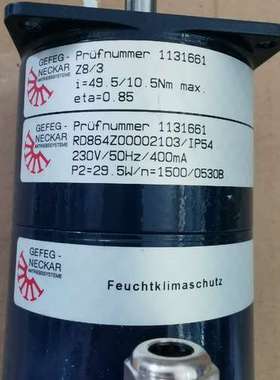 GEFEG-
NECKAR
ANTRIEBSSYSTEME
Prüfnummer 1131661
Z8/3
i=49.5/10.5Nm max.
eta=0.85
GEFEG-
NECKAR
ANTRIEBSSYSTEME
Prüfnummer 1131661
RD864Z00002103/IP54
230V/50Hz/400mA
P2=29.5W/n=1500/0530B
GEFEG-
NECKAR
ANTRIEBSSYSTEME
Feuchtklimaschutz